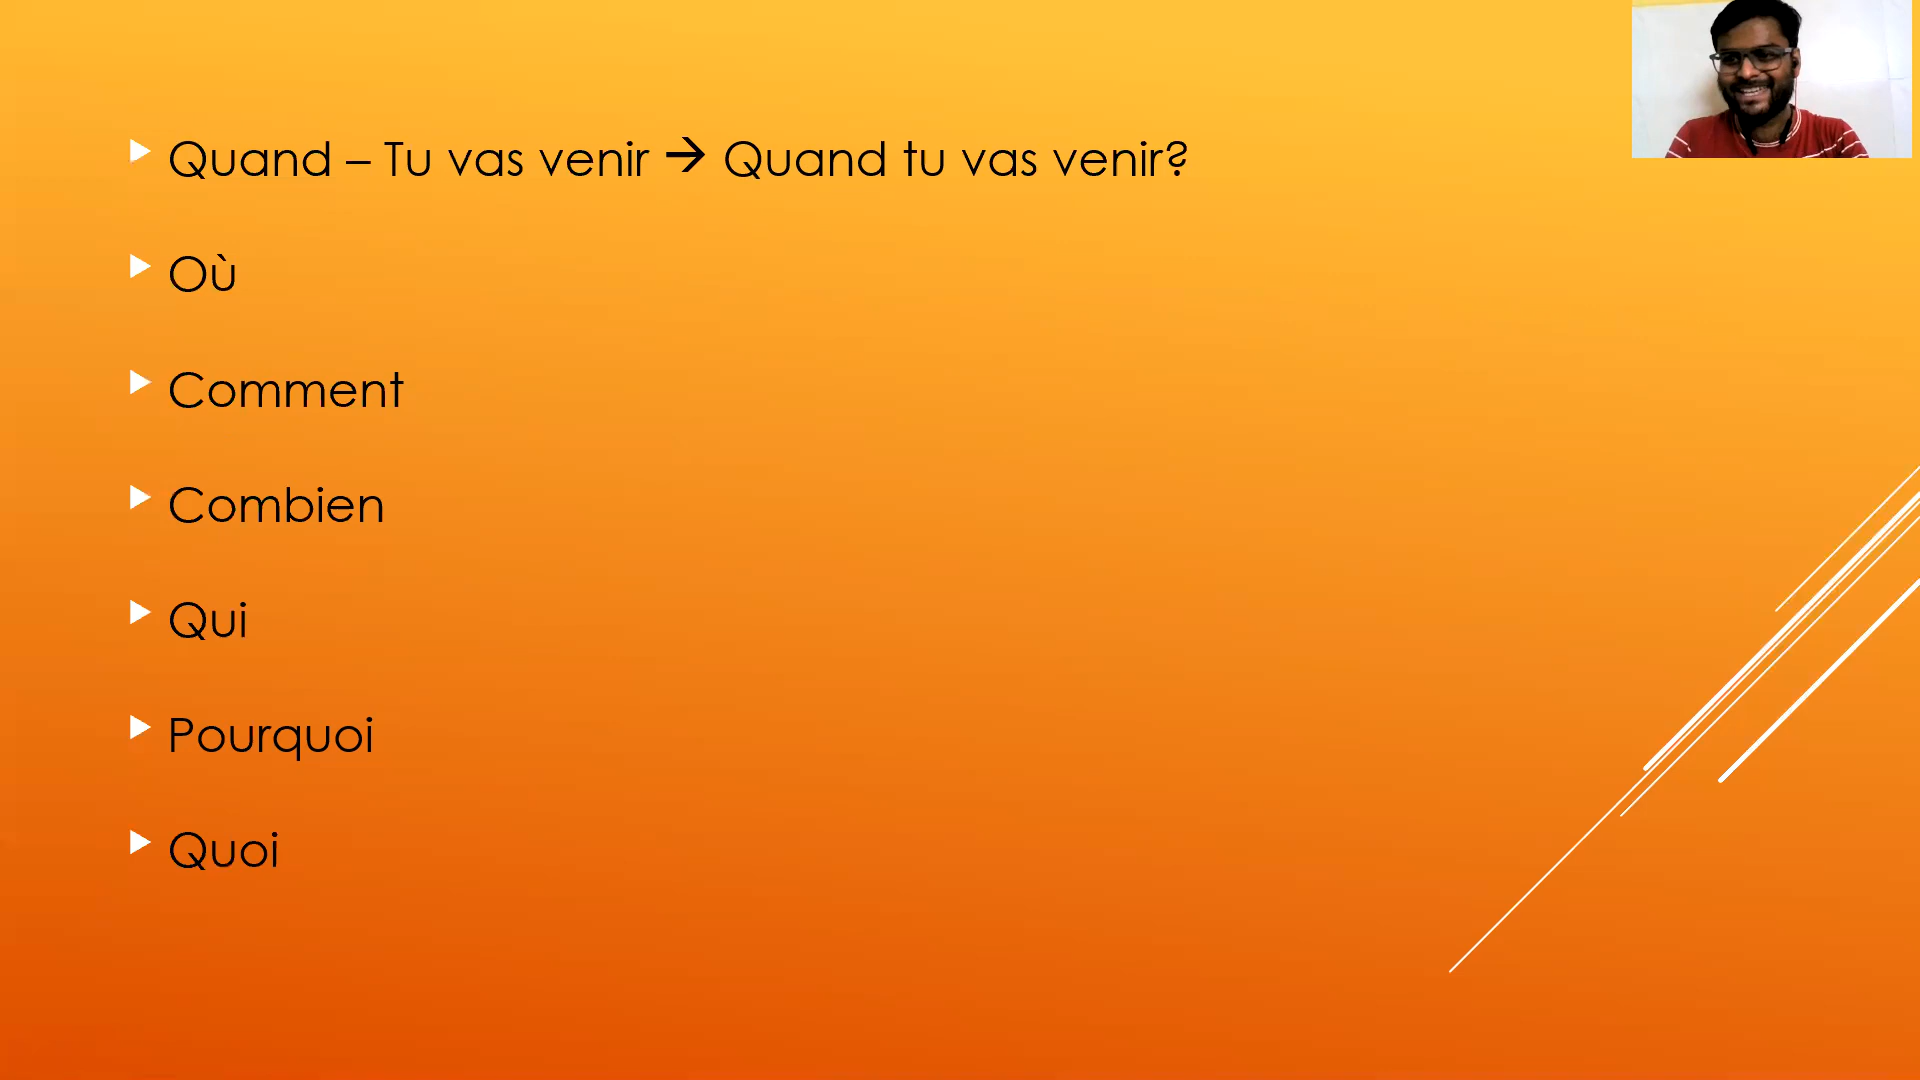 Quand – Tu vas venir → Quand tu vas venir?
Où
Comment
Combien
Qui
Pourquoi
Quoi